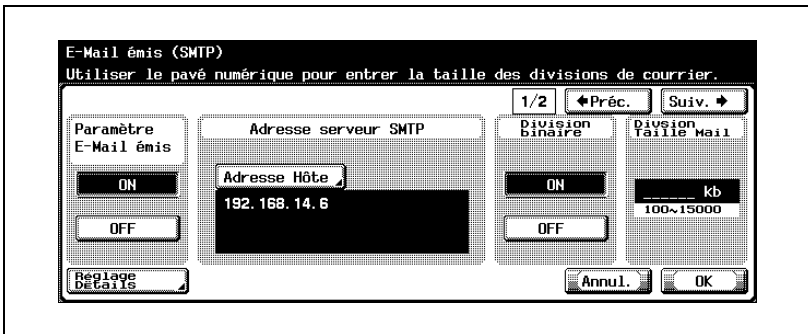 E-Mail émis (SMTP)
Utiliser le pavé numérique pour entrer la taille des divisions de courrier.
1/2
Préc.
Suiv.
Paramètre
E-Mail émis
ON
OFF
Adresse serveur SMTP
Adresse Hôte
192.168.14.6
Division
binaire
ON
OFF
Divsion
Taille Mail
______ kb
100~15000
Réglage
Détails
Annul.
OK